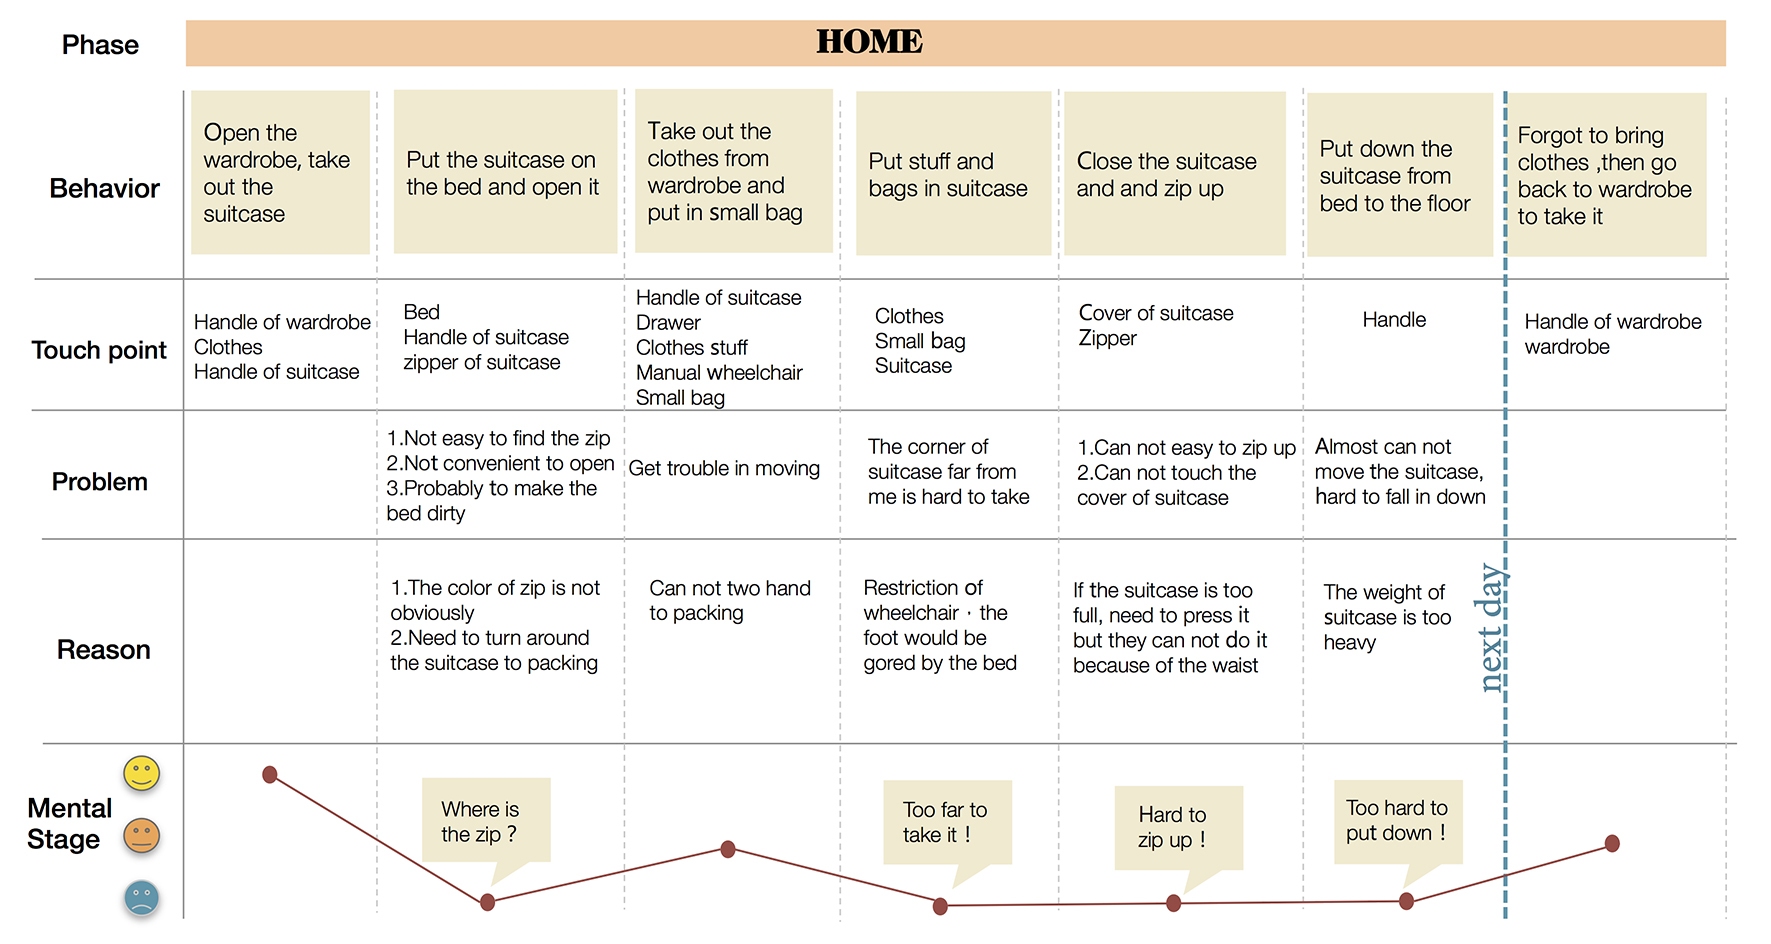 Phase
HOME
Behavior
Open the
wardrobe, take
out the
suitcase
Put the suitcase on
the bed and open it
Take out the
clothes from
wardrobe and
put in small bag
Put stuff and
bags in suitcase
Close the suitcase
and and zip up
Put down the
suitcase from
bed to the floor
Forgot to bring
clothes ,then go
back to wardrobe
to take it
Touch point
Handle of wardrobe
Clothes
Handle of suitcase
Bed
Handle of suitcase
zipper of suitcase
Handle of suitcase
Drawer
Clothes stuff
Manual wheelchair
Small bag
Clothes
Small bag
Suitcase
Cover of suitcase
Zipper
Handle
Handle of wardrobe
wardrobe
Problem
1.Not easy to find the zip
2.Not convenient to open
3.Probably to make the
bed dirty
Get trouble in moving
The corner of
suitcase far from
me is hard to take
1.Can not easy to zip up
2.Can not touch the
cover of suitcase
Almost can not
move the suitcase,
hard to fall in down
Reason
1.The color of zip is not
obviously
2.Need to turn around
the suitcase to packing
Can not two hand
to packing
Restriction of
wheelchair · the
foot would be
gored by the bed
If the suitcase is too
full, need to press it
but they can not do it
because of the waist
The weight of
suitcase is too
heavy
next day
Mental
Stage
Where is
the zip ?
Too far to
take it !
Hard to
zip up !
Too hard to
put down !